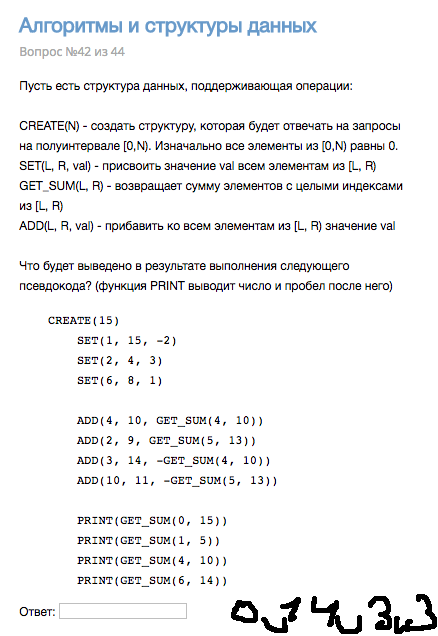 Алгоритмы и структуры данных
Вопрос №42 из 44
Пусть есть структура данных, поддерживающая операции:
CREATE(N) - создать структуру, которая будет отвечать на запросы
на полуинтервале [0,N). Изначально все элементы из [0,N) равны 0.
SET(L, R, val) - присвоить значение val всем элементам из [L, R)
GET_SUM(L, R) - возвращает сумму элементов с целыми индексами
из [L, R)
ADD(L, R, val) - прибавить ко всем элементам из [L, R) значение val
Что будет выведено в результате выполнения следующего
псевдокода? (функция PRINT выводит число и пробел после него)
CREATE(15)
SET(1, 15, -2)
SET(2, 4, 3)
SET(6, 8, 1)
ADD(4, 10, GET_SUM(4, 10))
ADD(2, 9, GET_SUM(5, 13))
ADD(3, 14, -GET_SUM(4, 10))
ADD(10, 11, -GET_SUM(5, 13))
PRINT(GET_SUM(0, 15))
PRINT(GET_SUM(1, 5))
PRINT(GET_SUM(4, 10))
PRINT(GET_SUM(6, 14))
Ответ: